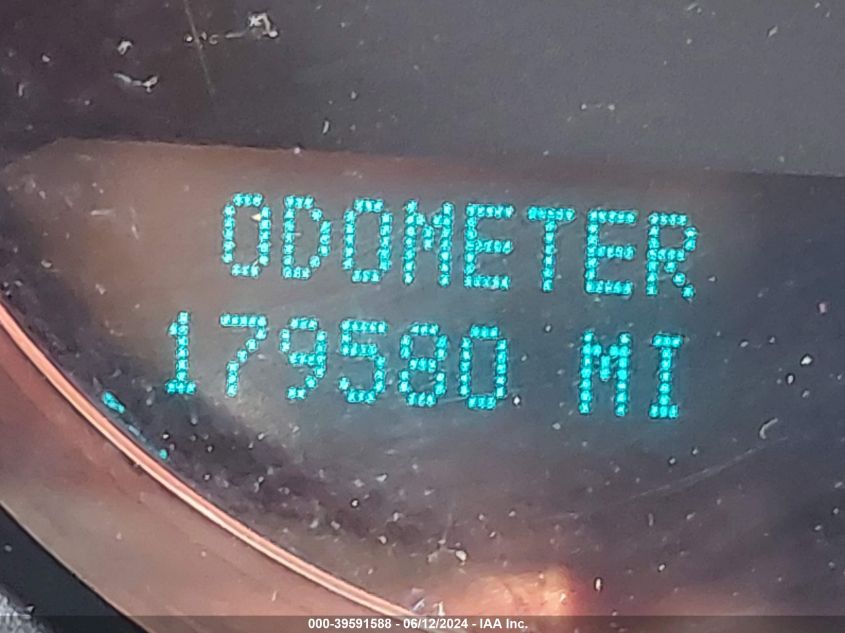 ODOMETER
179580 MI
000-39591588 - 06/12/2024 - IAA Inc.